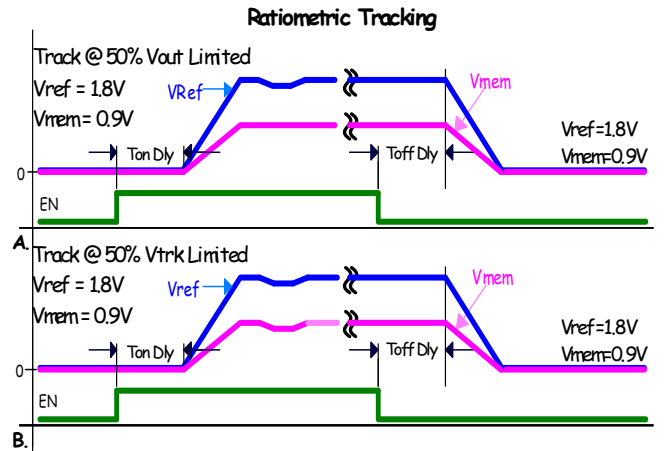 Ratiometric Tracking
Track @ 50% Vout Limited
Vref = 1.8V
Vmem = 0.9V
VRef
Vmem
Vref=1.8V
Vmem=0.9V
Ton Dly
Toff Dly
0
EN
A.
Track @ 50% Vtrk Limited
Vref = 1.8V
Vmem = 0.9V
Vref
Vmem
Vref=1.8V
Vmem=0.9V
Ton Dly
Toff Dly
0
EN
B.